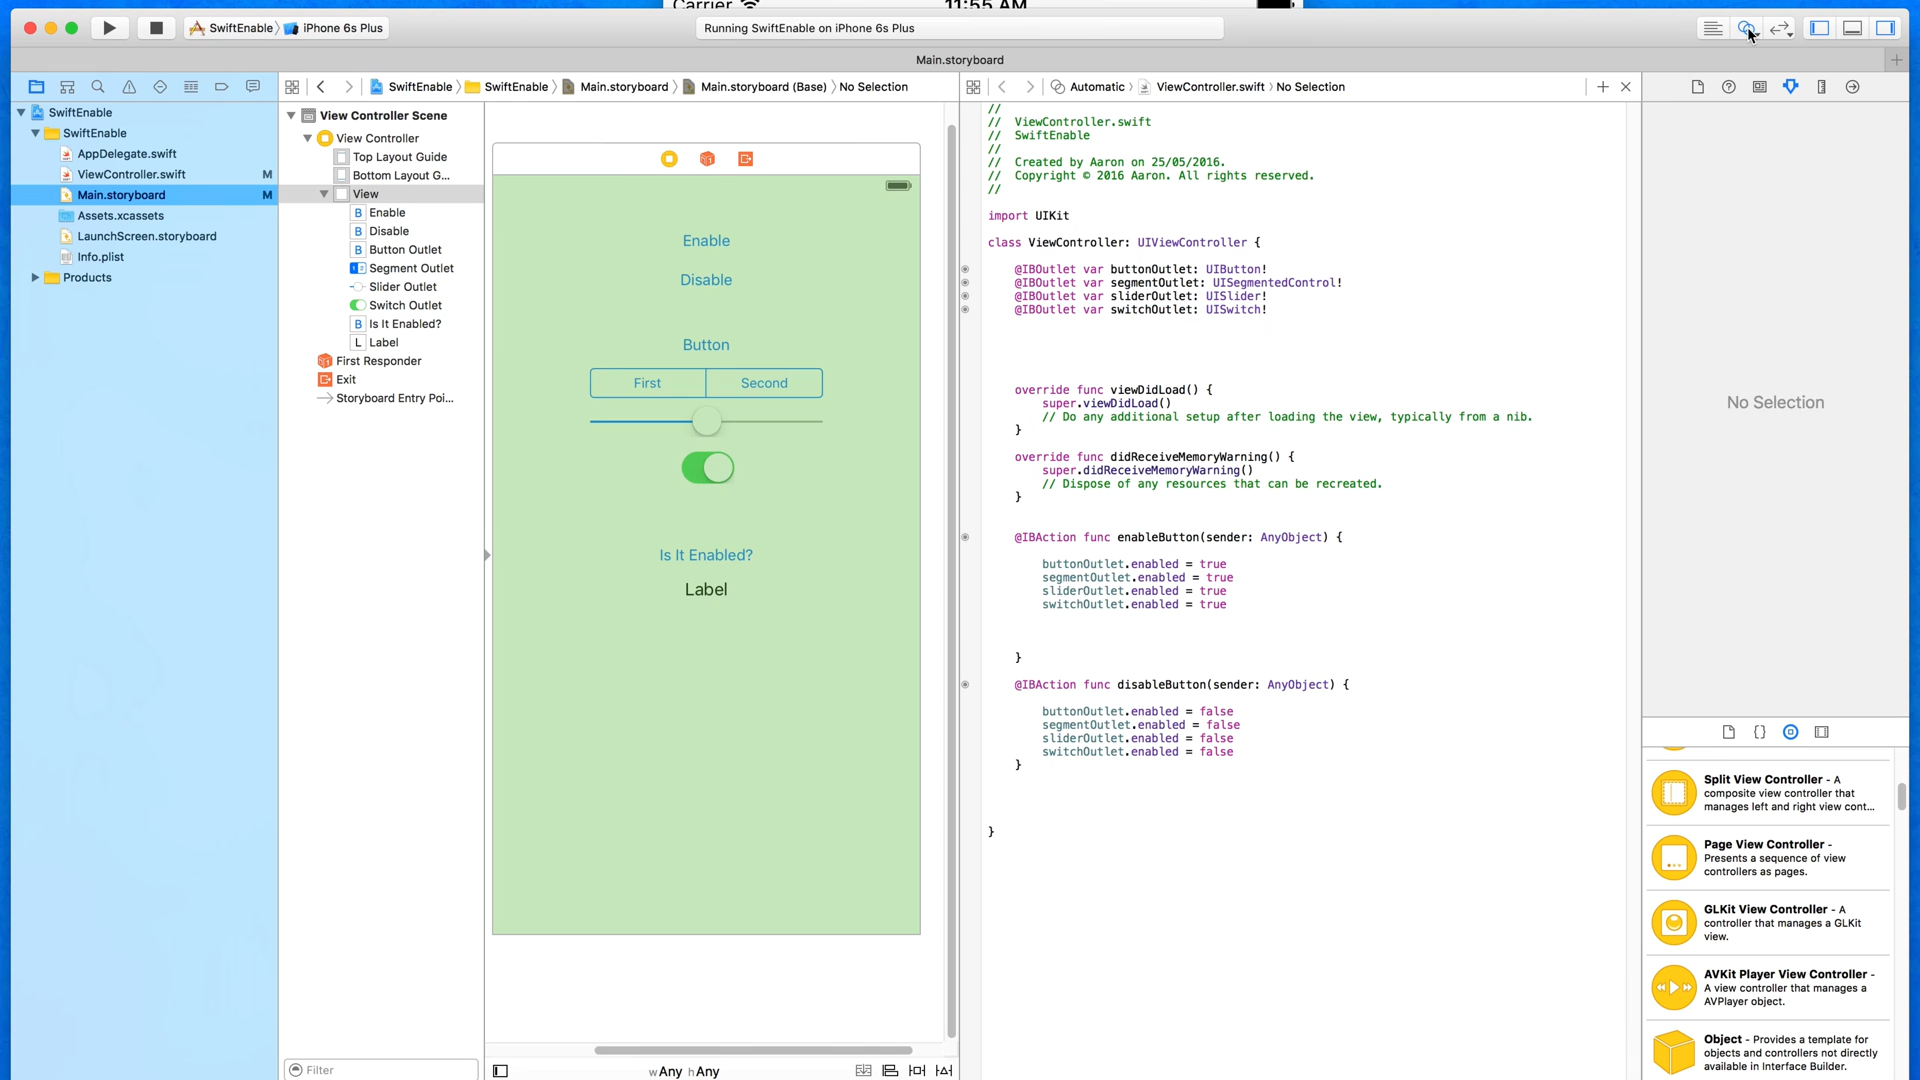 Carrier
11:55 AM
SwiftEnable
iPhone 6s Plus
Running SwiftEnable on iPhone 6s Plus
Main.storyboard
SwiftEnable
SwiftEnable
Main.storyboard
Main.storyboard (Base)
No Selection
Automatic
ViewController.swift
No Selection
SwiftEnable
SwiftEnable
AppDelegate.swift
ViewController.swift M
Main.storyboard M
Assets.xcassets
LaunchScreen.storyboard
Info.plist
Products
View Controller Scene
View Controller
Top Layout Guide
Bottom Layout G...
View
B Enable
B Disable
B Button Outlet
Segment Outlet
Slider Outlet
Switch Outlet
B Is It Enabled?
L Label
First Responder
Exit
Storyboard Entry Poi...
Filter
Enable
Disable
Button
First
Second
Is It Enabled?
Label
wAny hAny
//
// ViewController.swift
// SwiftEnable
//
// Created by Aaron on 25/05/2016.
// Copyright © 2016 Aaron. All rights reserved.
//
import UIKit
class ViewController: UIViewController {
@IBOutlet var buttonOutlet: UIButton!
@IBOutlet var segmentOutlet: UISegmentedControl!
@IBOutlet var sliderOutlet: UISlider!
@IBOutlet var switchOutlet: UISwitch!
override func viewDidLoad() {
super.viewDidLoad()
// Do any additional setup after loading the view, typically from a nib.
}
override func didReceiveMemoryWarning() {
super.didReceiveMemoryWarning()
// Dispose of any resources that can be recreated.
}
@IBAction func enableButton(sender: AnyObject) {
buttonOutlet.enabled = true
segmentOutlet.enabled = true
sliderOutlet.enabled = true
switchOutlet.enabled = true
}
@IBAction func disableButton(sender: AnyObject) {
buttonOutlet.enabled = false
segmentOutlet.enabled = false
sliderOutlet.enabled = false
switchOutlet.enabled = false
}
}
No Selection
Split View Controller - A
composite view controller that
manages left and right view cont...
Page View Controller -
Presents a sequence of view
controllers as pages.
GLKit View Controller - A
controller that manages a GLKit
view.
AVKit Player View Controller -
A view controller that manages a
AVPlayer object.
Object - Provides a template for
objects and controllers not directly
available in Interface Builder.